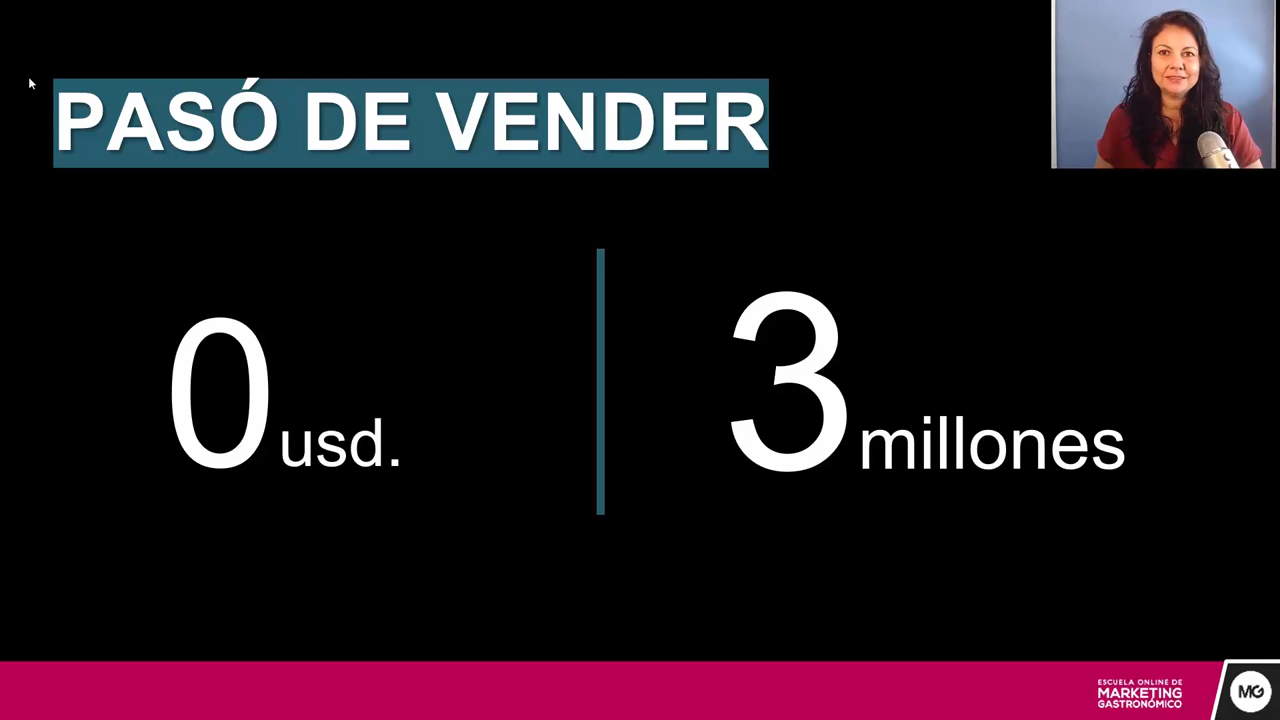 PASÓ DE VENDER
0 usd.
3 millones
ESCUELA ONLINE DE
MARKETING
GASTRONÓMICO
MG